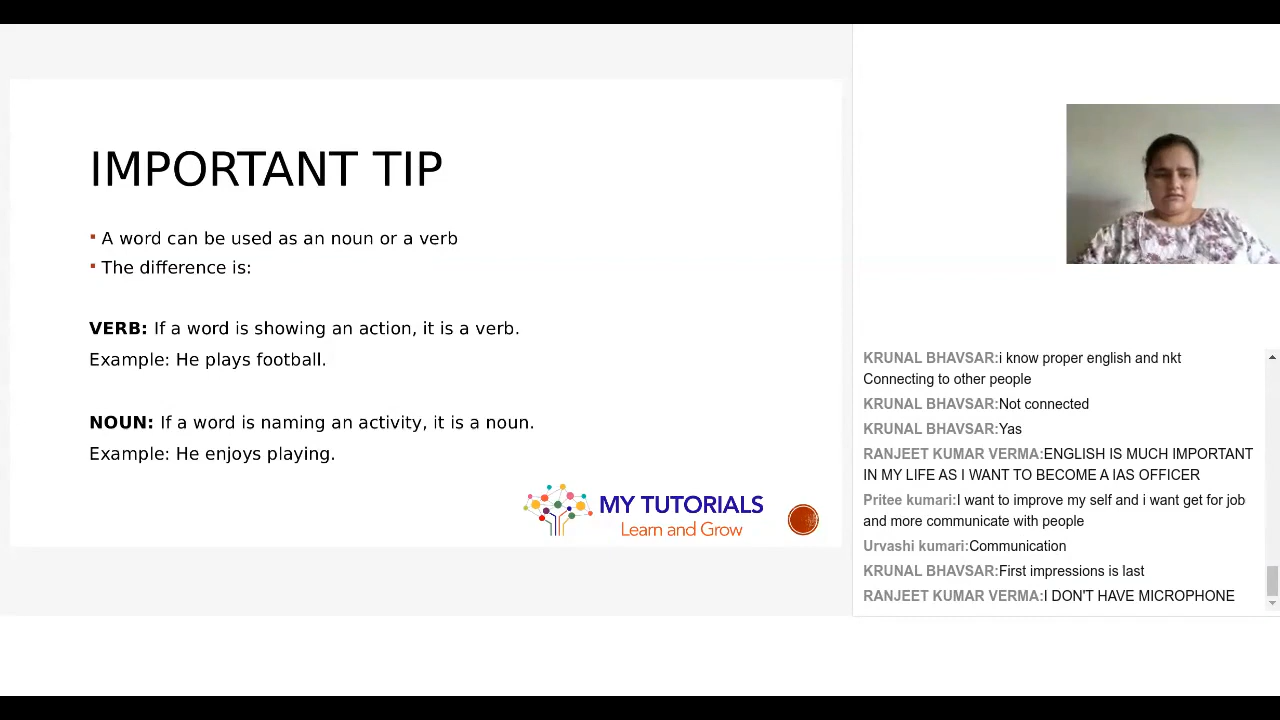 IMPORTANT TIP
▪ A word can be used as an noun or a verb
▪ The difference is:
VERB: If a word is showing an action, it is a verb.
Example: He plays football.
NOUN: If a word is naming an activity, it is a noun.
Example: He enjoys playing.
MY TUTORIALS
Learn and Grow
KRUNAL BHAVSAR:i know proper english and nkt
Connecting to other people
KRUNAL BHAVSAR:Not connected
KRUNAL BHAVSAR:Yas
RANJEET KUMAR VERMA:ENGLISH IS MUCH IMPORTANT
IN MY LIFE AS I WANT TO BECOME A IAS OFFICER
Pritee kumari:I want to improve my self and i want get for job
and more communicate with people
Urvashi kumari:Communication
KRUNAL BHAVSAR:First impressions is last
RANJEET KUMAR VERMA:I DON'T HAVE MICROPHONE